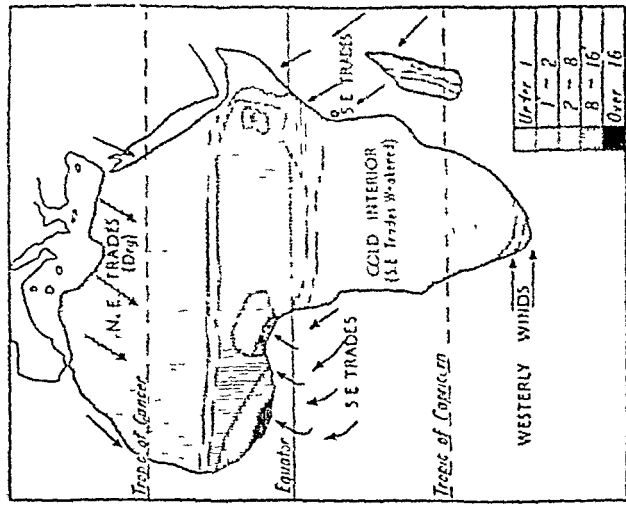 N.E. TRADES
(Dry)
Tropic of Cancer
Equator
S.E TRADES
S.E TRADES
COLD INTERIOR
(S.E Trades Weakened)
Tropic of Capricorn
WESTERLY WINDS
Under 1
1 - 2
2 - 8
8 - 16
Over 16